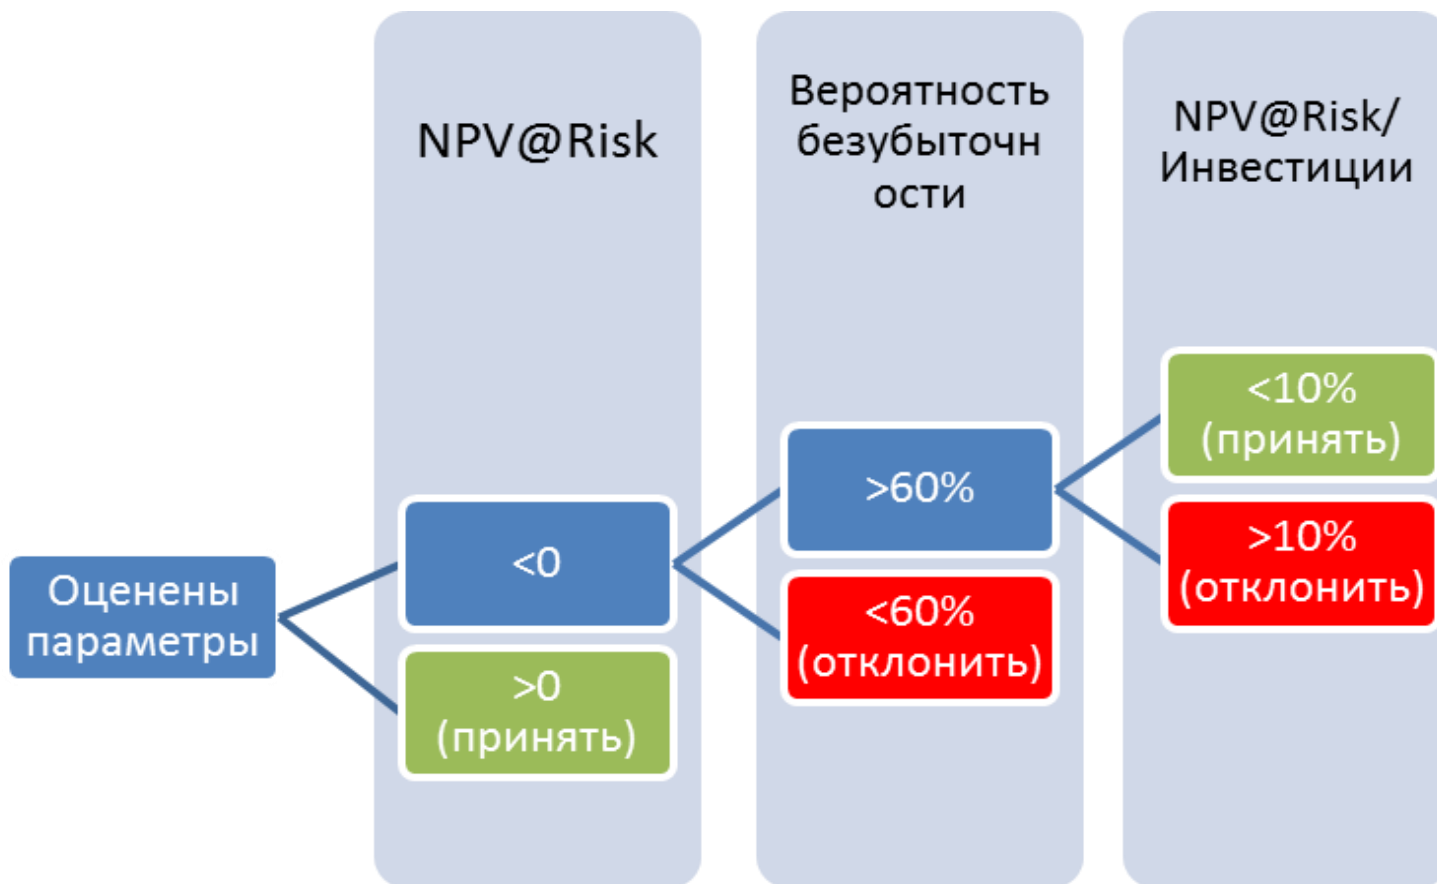 NPV@Risk
Вероятность
безубыточн
ости
NPV@Risk/
Инвестиции
Оценены
параметры
<0
>0
(принять)
>60%
<60%
(отклонить)
<10%
(принять)
>10%
(отклонить)